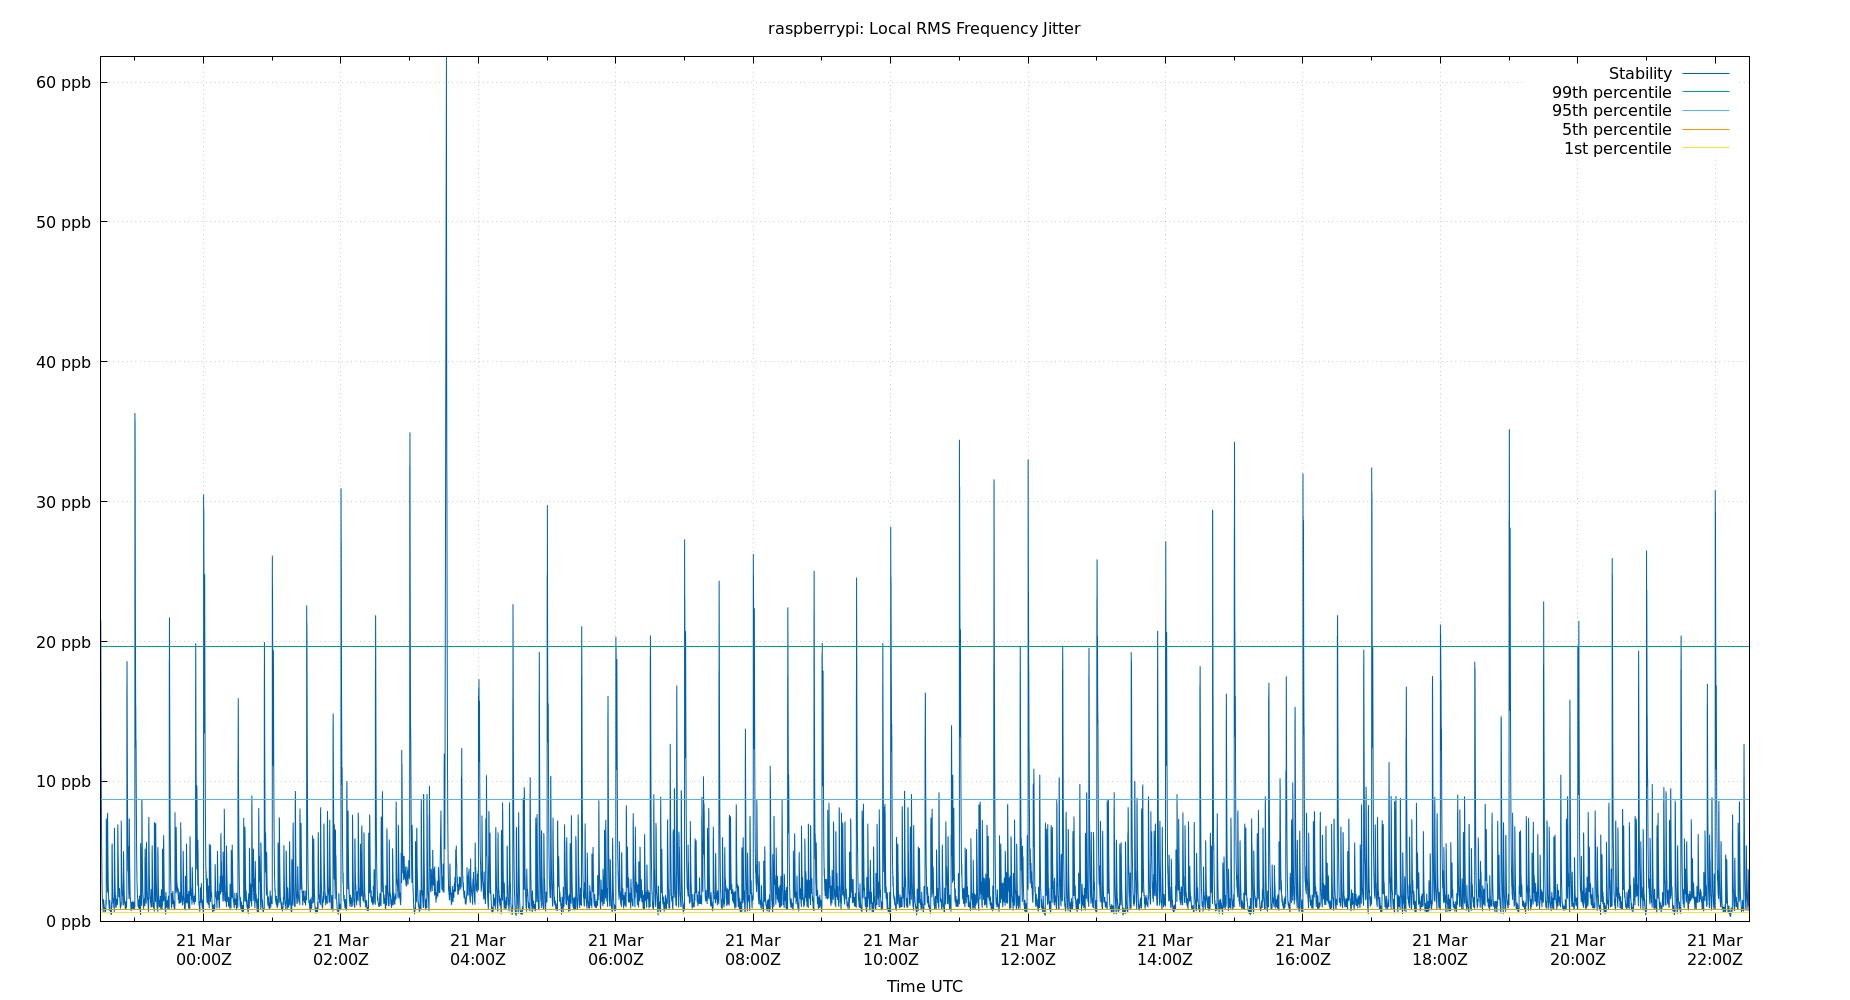 raspberrypi: Local RMS Frequency Jitter
Stability
99th percentile
95th percentile
5th percentile
1st percentile
60 ppb
50 ppb
40 ppb
30 ppb
20 ppb
10 ppb
0 ppb
21 Mar 21 Mar 21 Mar 21 Mar 21 Mar 21 Mar 21 Mar 21 Mar 21 Mar 21 Mar 21 Mar 21 Mar
00:00Z 02:00Z 04:00Z 06:00Z 08:00Z 10:00Z 12:00Z 14:00Z 16:00Z 18:00Z 20:00Z 22:00Z
Time UTC